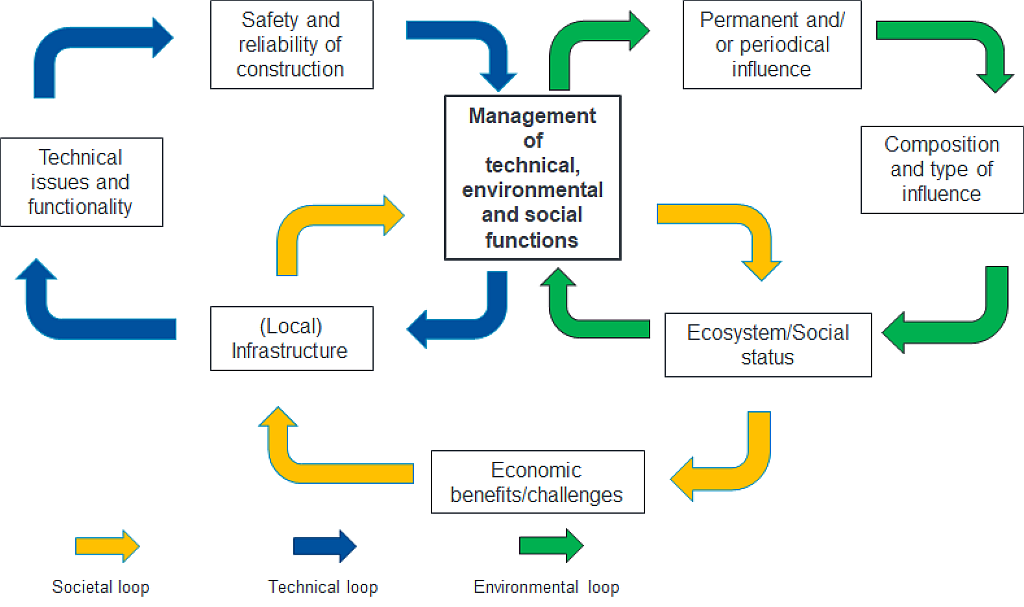 Safety and
reliability of
construction
Permanent and/
or periodical
influence
Management
of
technical,
environmental
and social
functions
Technical
issues and
functionality
Composition
and type of
influence
(Local)
Infrastructure
Ecosystem/Social
status
Economic
benefits/challenges
Societal loop
Technical loop
Environmental loop